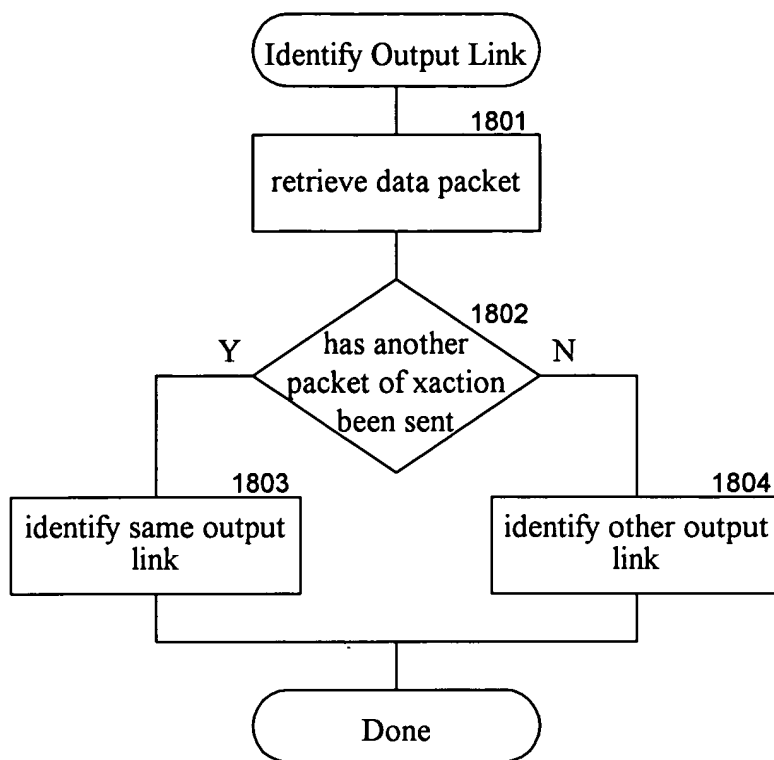 Identify Output Link
1801
retrieve data packet
1802
has another
packet of xaction
been sent
Y
N
1803
identify same output
link
1804
identify other output
link
Done